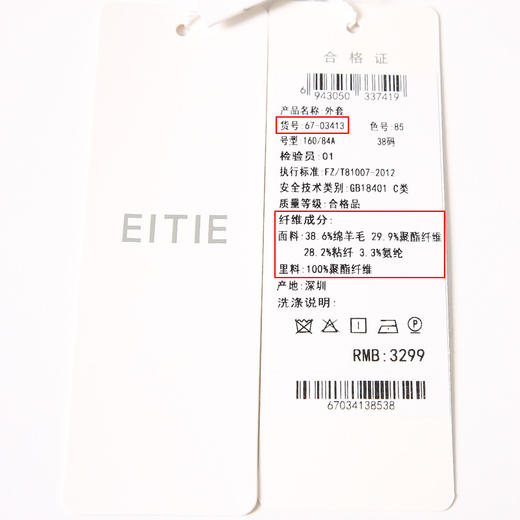 EITIE
合格证
6 943050 337419
产品名称:外套
货号:67-03413 色号:85
号型:160/84A 38码
检验员:01
执行标准:FZ/T81007-2012
安全技术类别:GB18401 C类
质量等级:合格品
纤维成分:
面料:38.6%绵羊毛 29.9%聚酯纤维
28.2%粘纤 3.3%氨纶
里料:100%聚酯纤维
产地:深圳
洗涤说明:
RMB:3299
67034138538